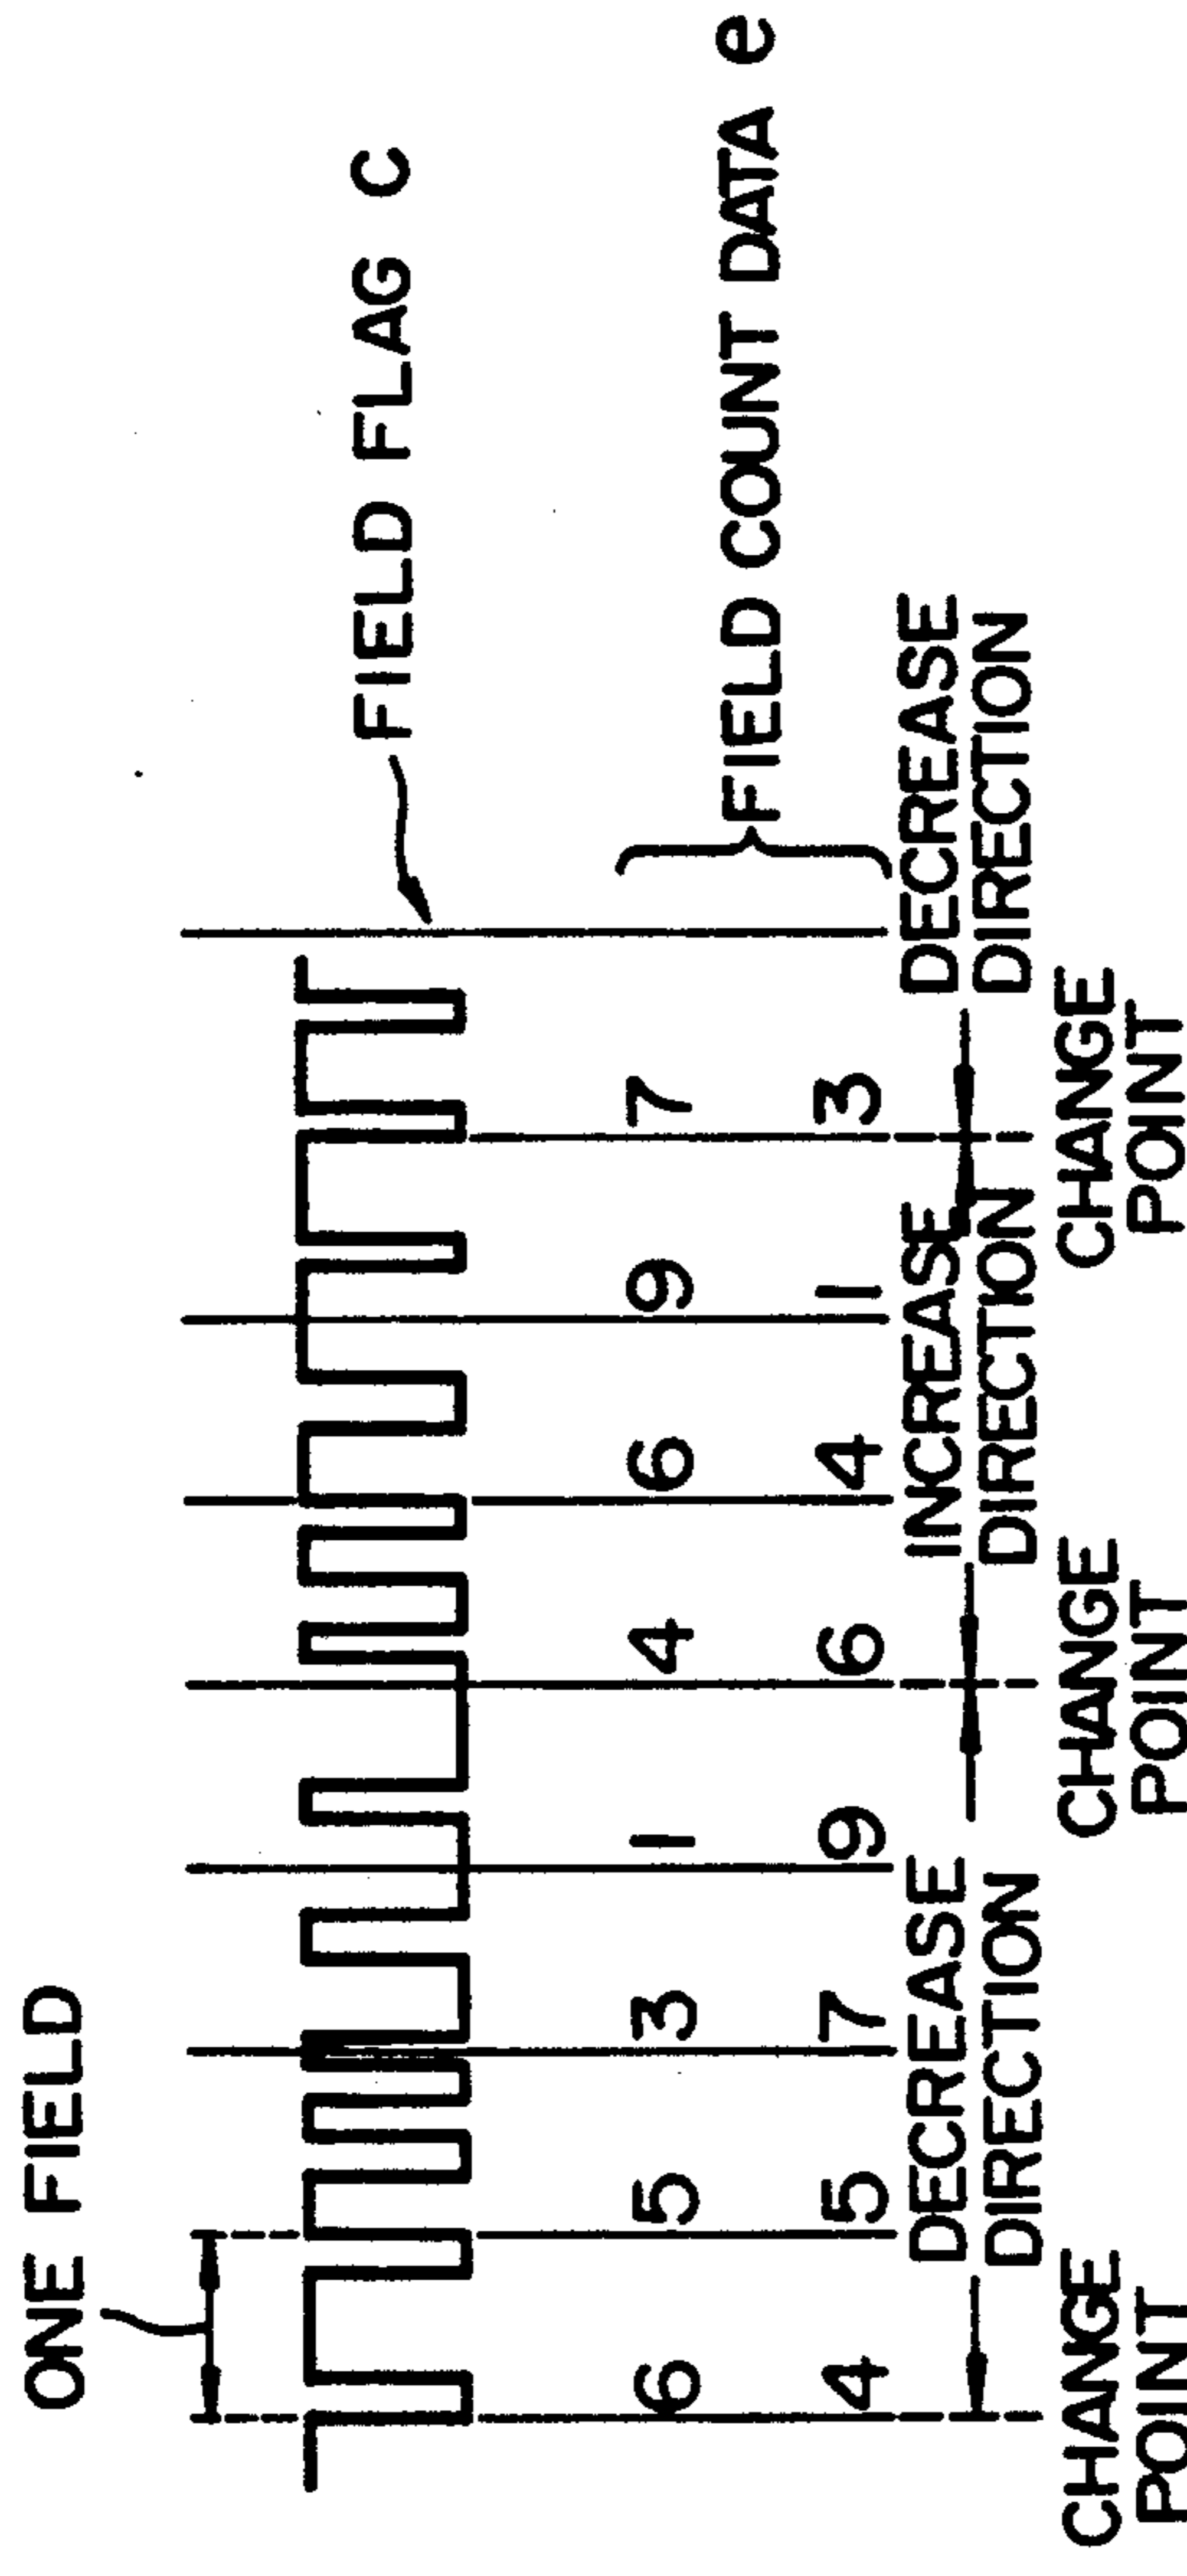 ONE FIELD
FIELD FLAG C
6 5 3 1 4 6 9 7
FIELD COUNT DATA e
4 5 7 9 6 4 1 3
DECREASE
DIRECTION
INCREASE
DIRECTION
DECREASE
DIRECTION
CHANGE
POINT
CHANGE
POINT
CHANGE
POINT